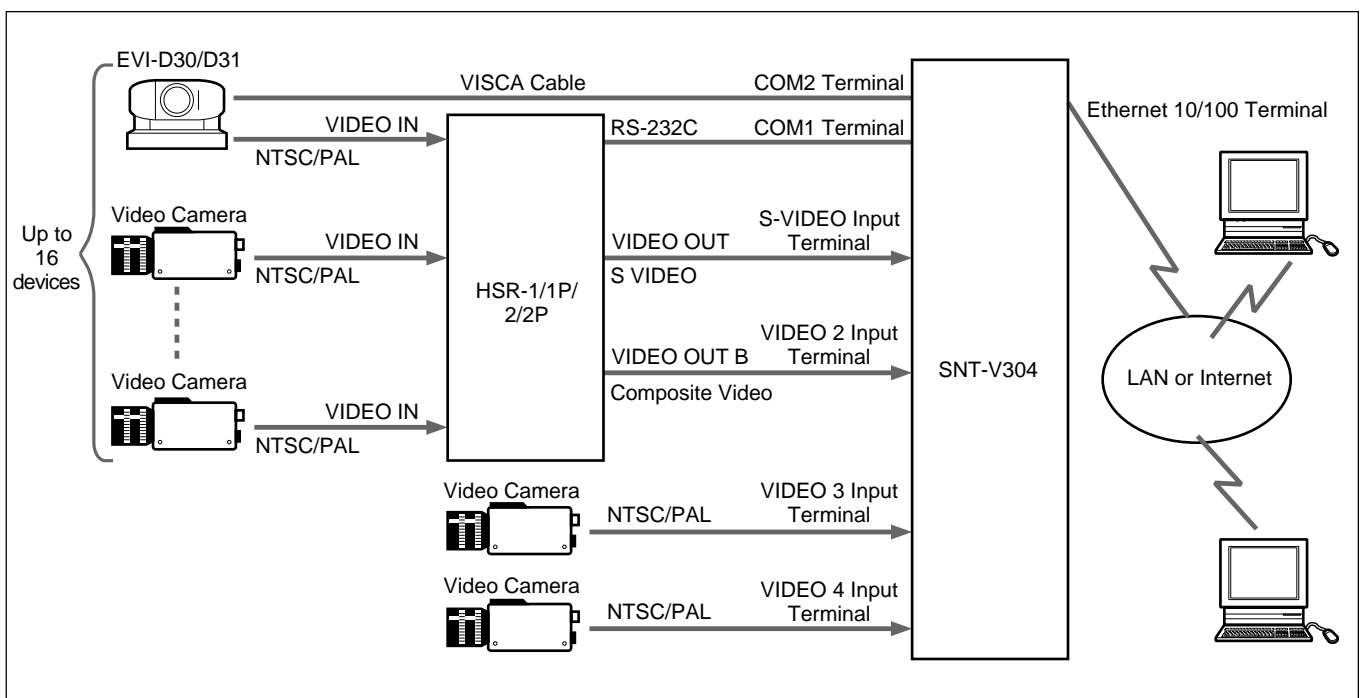 EVI-D30/D31
VISCA Cable
COM2 Terminal
Ethernet 10/100 Terminal
VIDEO IN
NTSC/PAL
RS-232C
COM1 Terminal
Up to
16
devices
Video Camera
VIDEO IN
NTSC/PAL
HSR-1/1P/
2/2P
VIDEO OUT
S VIDEO
S-VIDEO Input
Terminal
VIDEO OUT B
Composite Video
VIDEO 2 Input
Terminal
SNT-V304
LAN or Internet
Video Camera
VIDEO IN
NTSC/PAL
Video Camera
NTSC/PAL
VIDEO 3 Input
Terminal
Video Camera
NTSC/PAL
VIDEO 4 Input
Terminal